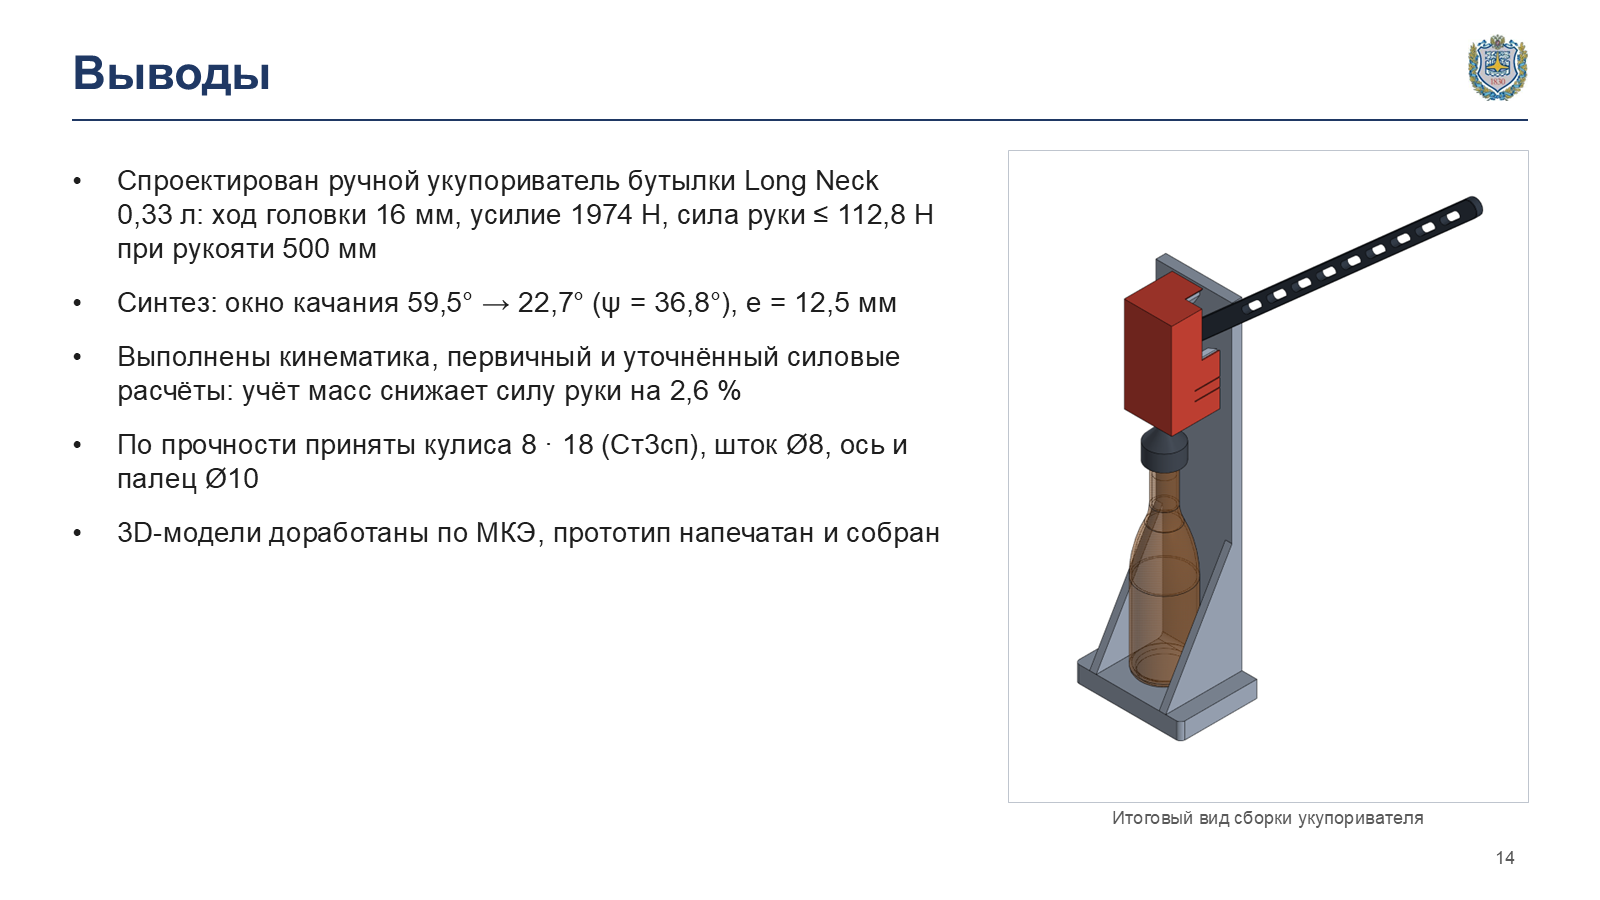 Выводы
1830
• Спроектирован ручной укупориватель бутылки Long Neck
0,33 л: ход головки 16 мм, усилие 1974 Н, сила руки ≤ 112,8 Н
при рукояти 500 мм
• Синтез: окно качания 59,5° → 22,7° (ψ = 36,8°), e = 12,5 мм
• Выполнены кинематика, первичный и уточнённый силовые
расчёты: учёт масс снижает силу руки на 2,6 %
• По прочности приняты кулиса 8 · 18 (Ст3сп), шток Ø8, ось и
палец Ø10
• 3D-модели доработаны по МКЭ, прототип напечатан и собран
Итоговый вид сборки укупоривателя
14